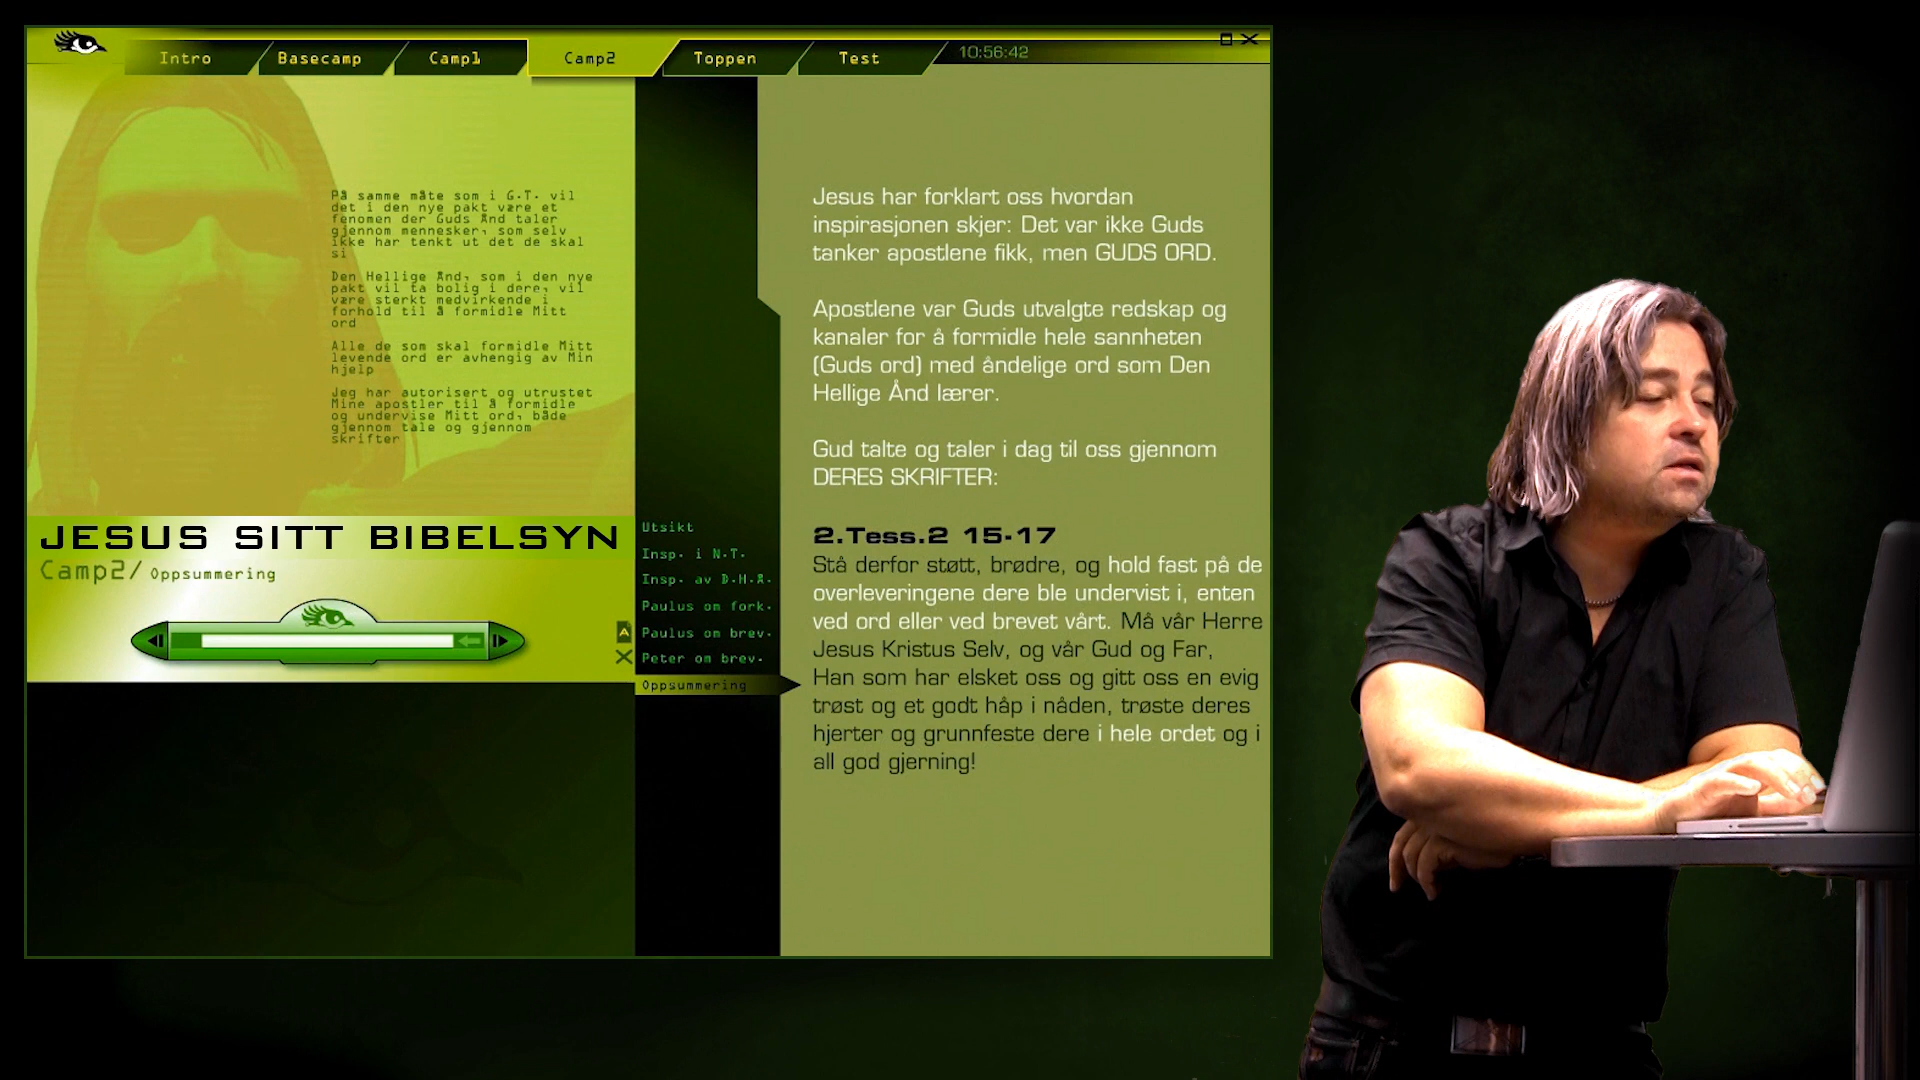 Intro
Basecamp
Camp1
Camp2
Toppen
Test
10:56:42
På samme måte som i G.T. vil
det i den nye pakt være et
fenomen der Guds Ånd taler
gjennom mennesker, som selv
ikke har tenkt ut det de skal
si
Den Hellige Ånd, som i den nye
pakt vil ta bolig i dere, vil
være sterkt medvirkende i
forhold til å formidle Mitt
ord
Alle de som skal formidle Mitt
levende ord er avhengig av Min
hjelp
Jeg har autorisert og utrustet
Mine apostler til å formidle
og undervise Mitt ord, både
gjennom tale og gjennom
skrifter
JESUS SITT BIBELSYN
Camp2/ Oppsummering
A
Utsikt
Insp. i N.T.
Insp. av D.H.Å.
Paulus om fork.
Paulus om brev.
Peter om brev.
Oppsummering
Jesus har forklart oss hvordan
inspirasjonen skjer: Det var ikke Guds
tanker apostlene fikk, men GUDS ORD.
Apostlene var Guds utvalgte redskap og
kanaler for å formidle hele sannheten
(Guds ord) med åndelige ord som Den
Hellige Ånd lærer.
Gud talte og taler i dag til oss gjennom
DERES SKRIFTER:
2.Tess.2 15-17
Stå derfor støtt, brødre, og hold fast på de
overleveringene dere ble undervist i, enten
ved ord eller ved brevet vårt. Må vår Herre
Jesus Kristus Selv, og vår Gud og Far,
Han som har elsket oss og gitt oss en evig
trøst og et godt håp i nåden, trøste deres
hjerter og grunnfeste dere i hele ordet og i
all god gjerning!